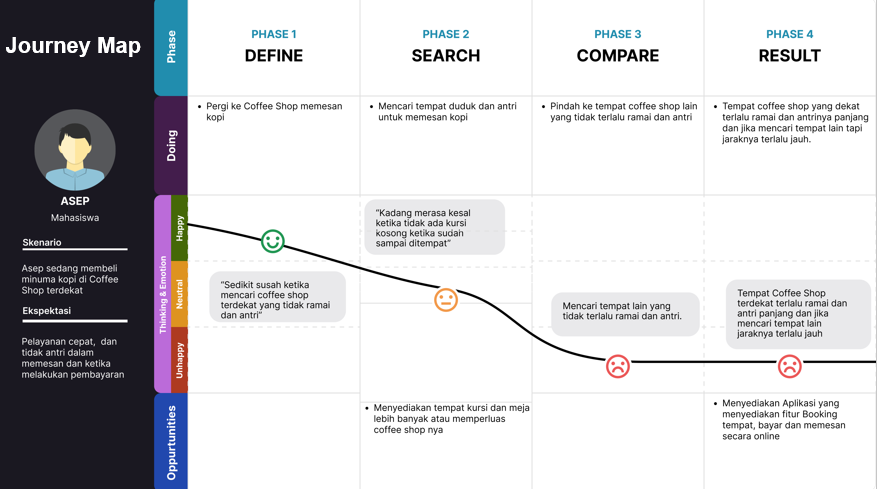 Journey Map
ASEP
Mahasiswa
Skenario
Asep sedang membeli
minuma kopi di Coffee
Shop terdekat
Ekspektasi
Pelayanan cepat, dan
tidak antri dalam
memesan dan ketika
melakukan pembayaran
Phase
PHASE 1
DEFINE
PHASE 2
SEARCH
PHASE 3
COMPARE
PHASE 4
RESULT
Doing
• Pergi ke Coffee Shop memesan
kopi
• Mencari tempat duduk dan antri
untuk memesan kopi
• Pindah ke tempat coffee shop lain
yang tidak terlalu ramai dan antri
• Tempat coffee shop yang dekat
terlalu ramai dan antrinya panjang
dan jika mencari tempat lain tapi
jaraknya terlalu jauh.
Thinking & Emotion
Happy
Neutral
Unhappy
"Sedikit susah ketika
mencari coffee shop
terdekat yang tidak ramai
dan antri"
"Kadang merasa kesal
ketika tidak ada kursi
kosong ketika sudah
sampai ditempat"
Mencari tempat lain yang
tidak terlalu ramai dan antri.
Tempat Coffee Shop
terdekat terlalu ramai dan
antri panjang dan jika
mencari tempat lain
jaraknya terlalu jauh
Oppurtunities
• Menyediakan tempat kursi dan meja
lebih banyak atau memperluas
coffee shop nya
• Menyediakan Aplikasi yang
menyediakan fitur Booking
tempat, bayar dan memesan
secara online